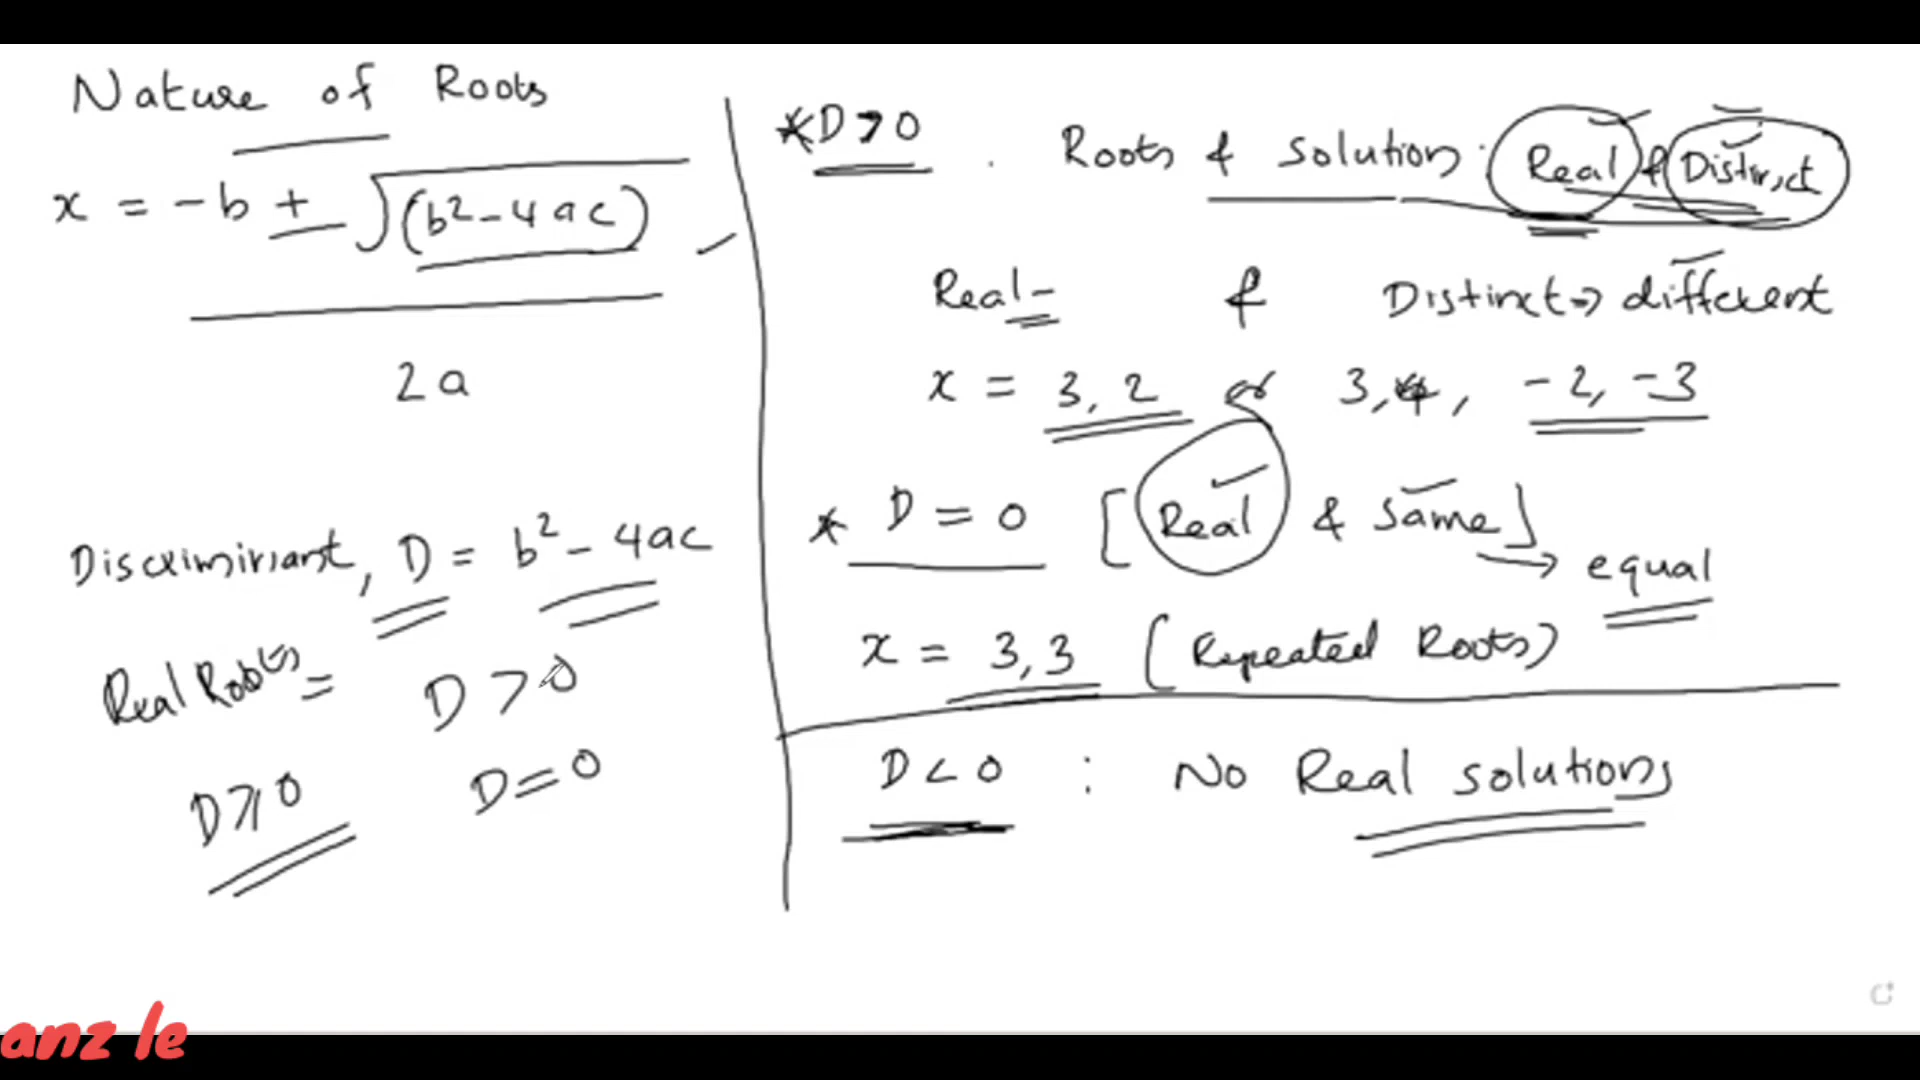 Nature of Roots
x = -b ± √(b²-4ac)
2a
Discriminant, D = b² - 4ac
Real Roots = D > 0
D ⩾ 0 D = 0
*D > 0 . Roots & solution : Real & Distinct
Real - & Distinct → different
x = 3, 2 or 3, 4, -2, -3
* D = 0 [Real & same] → equal
x = 3, 3 (Repeated Roots)
D < 0 : No Real solutions
anz le